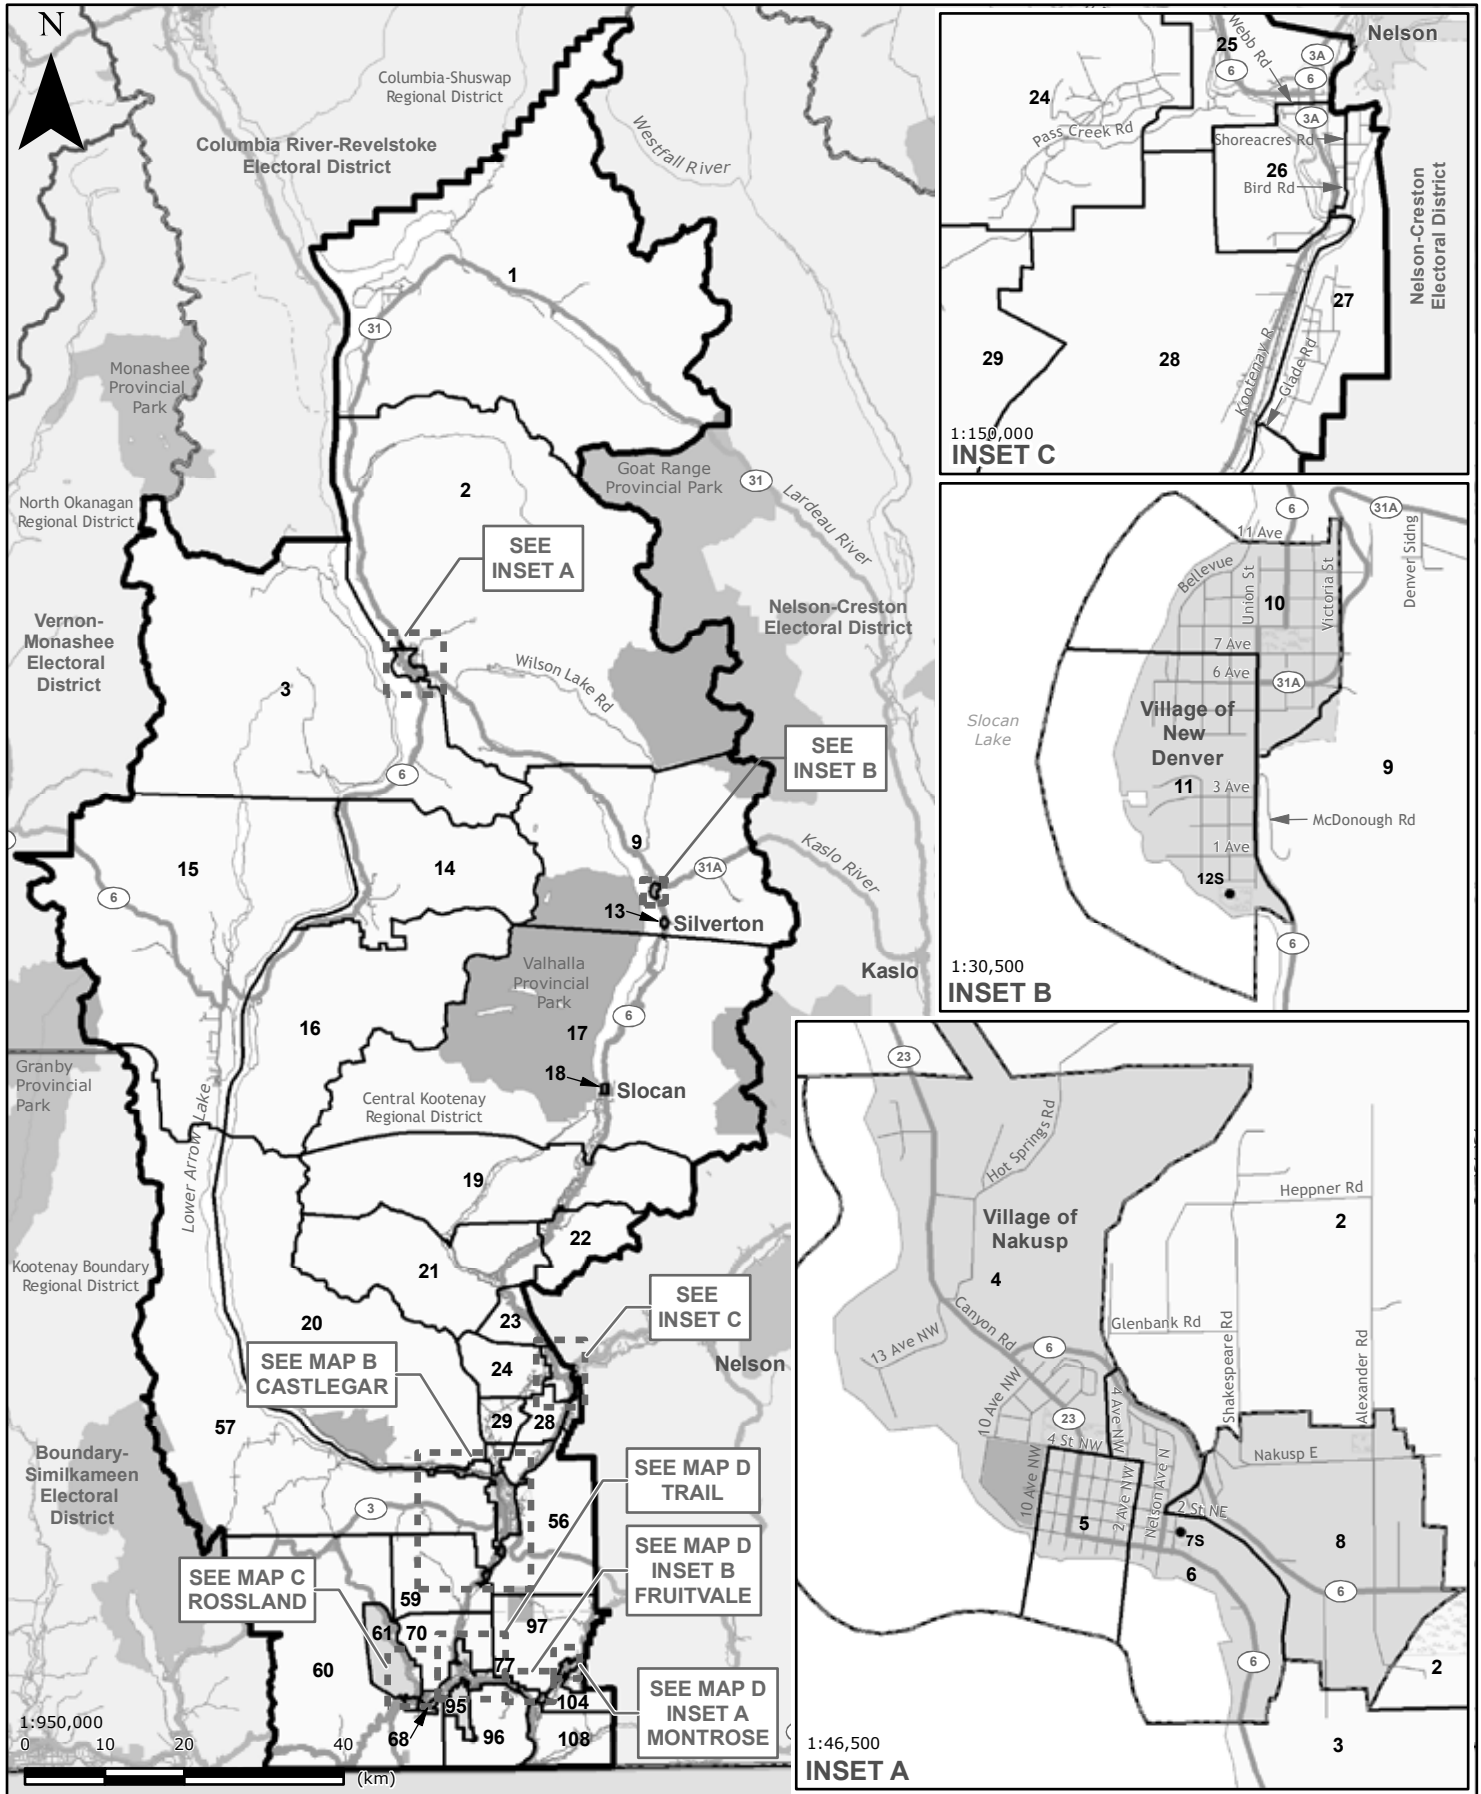 N
Columbia-Shuswap
Regional District
Columbia River-Revelstoke
Electoral District
Westfall River
1
31
Monashee
Provincial
Park
2
Goat Range
Provincial Park
31
Lardeau River
North Okanagan
Regional District
SEE
INSET A
Vernon-
Monashee
Electoral
District
Nelson-Creston
Electoral District
3
Wilson Lake Rd
SEE
INSET B
6
9
31A
Kaslo River
15
14
6
13
Silverton
Valhalla
Provincial
Park
Kaslo
6
16
17
Granby
Provincial
Park
18
Slocan
Central Kootenay
Regional District
Lower Arrow Lake
19
22
Kootenay Boundary
Regional District
21
SEE
INSET C
20
23
Nelson
SEE MAP B
CASTLEGAR
24
29
28
57
Boundary-
Similkameen
Electoral
District
SEE MAP D
TRAIL
3
56
SEE MAP D
INSET B
FRUITVALE
SEE MAP C
ROSSLAND
59
61
70
97
77
60
SEE MAP D
INSET A
MONTROSE
95
104
68
96
108
1:950,000
0
10
20
40
(km)
Nelson
25
Webb Rd
3A
6
6
24
3A
Pass Creek Rd
Shoreacres Rd
26
Bird Rd
Nelson-Creston
Electoral District
27
29
28
Kootenay R
Glade Rd
1:150,000
INSET C
6
31A
11 Ave
Denver Sidng
Bellevue
Union St
Victoria St
10
7 Ave
6 Ave
31A
Slocan
Lake
Village of
New
Denver
9
11
3 Ave
McDonough Rd
1 Ave
12S
6
1:30,500
INSET B
23
Hot Springs Rd
Heppner Rd
2
Village of
Nakusp
4
Canyon Rd
Glenbank Rd
13 Ave NW
6
Shakespeare Rd
Alexander Rd
10 Ave NW
4 Ave NW
23
4 St NW
Nakusp E
10 Ave NW
2 Ave NW
Nelson Ave N
2 St NE
5
7S
8
6
6
6
2
3
1:46,500
INSET A